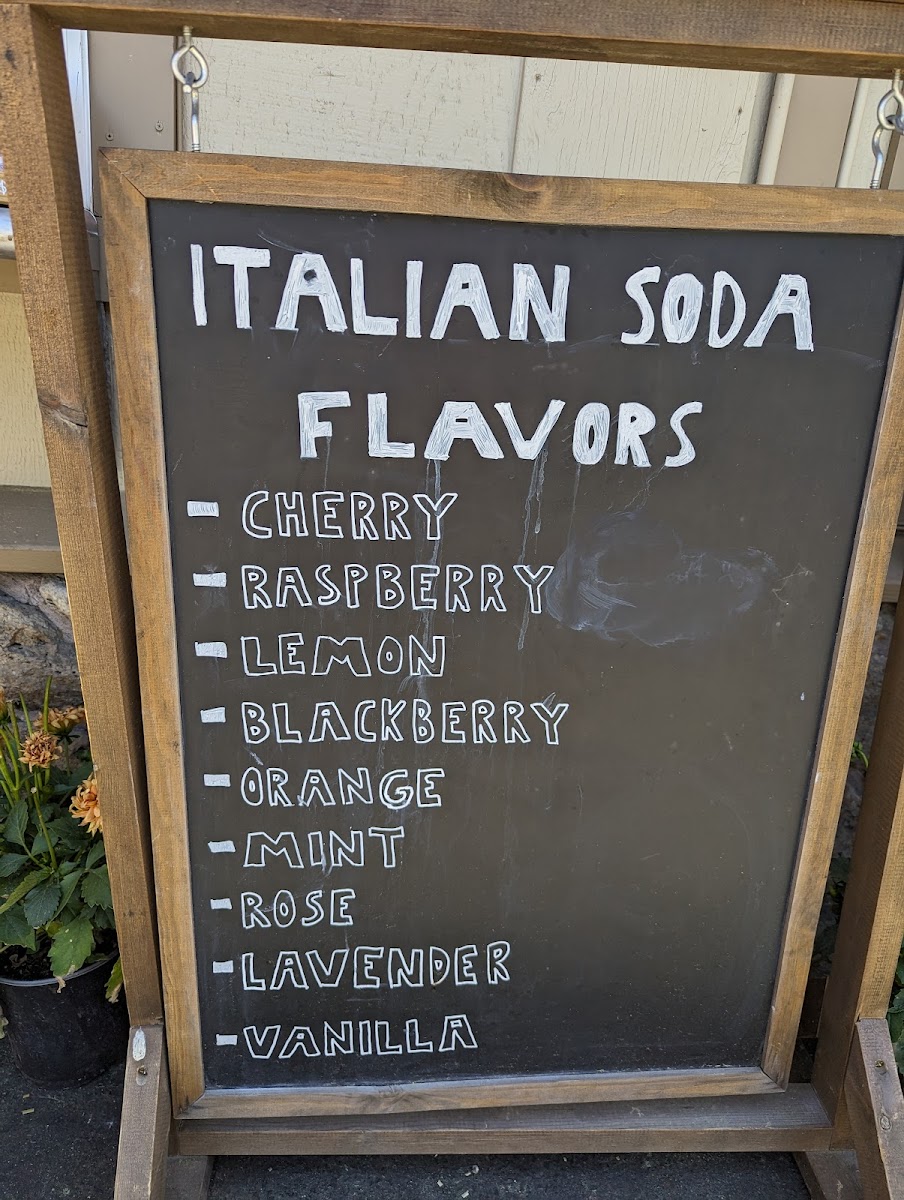 ITALIAN SODA
FLAVORS
- CHERRY
- RASPBERRY
- LEMON
- BLACKBERRY
- ORANGE
- MINT
- ROSE
- LAVENDER
- VANILLA